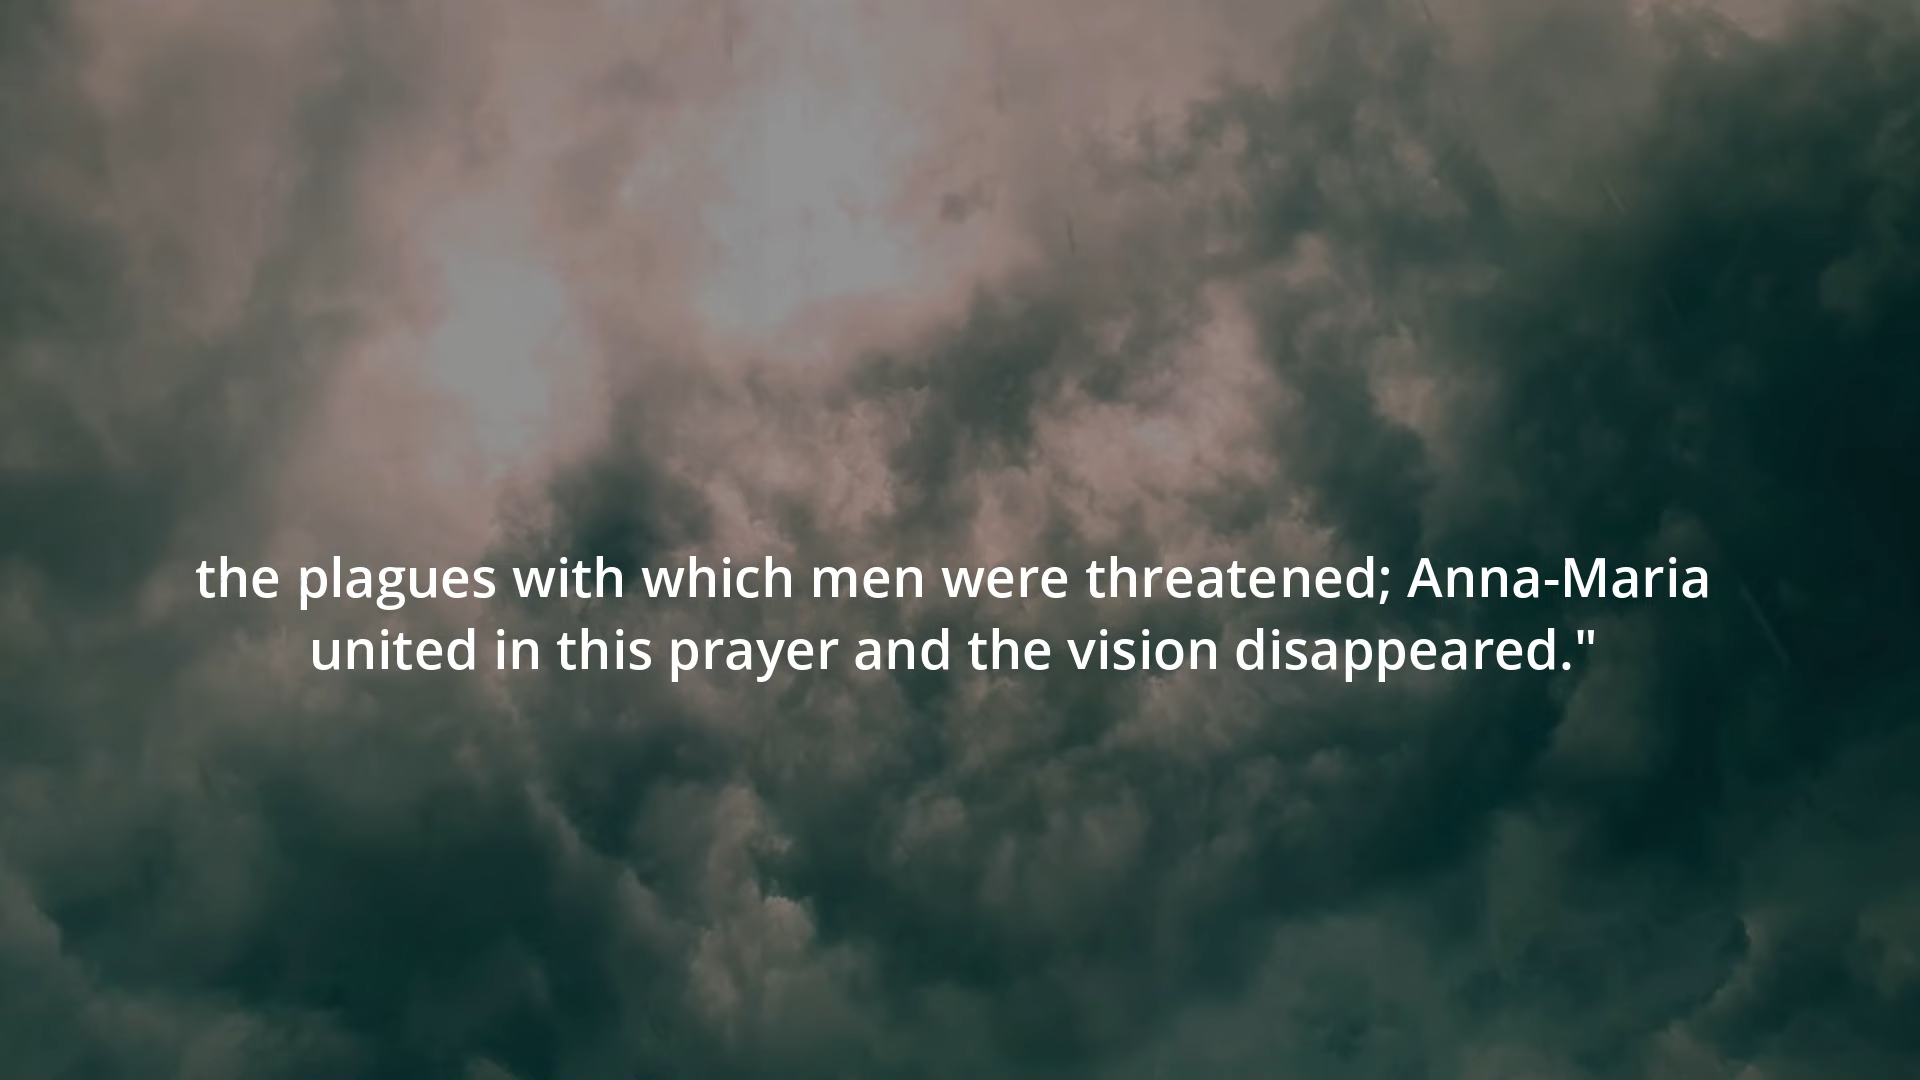 the plagues with which men were threatened; Anna-Maria
united in this prayer and the vision disappeared."